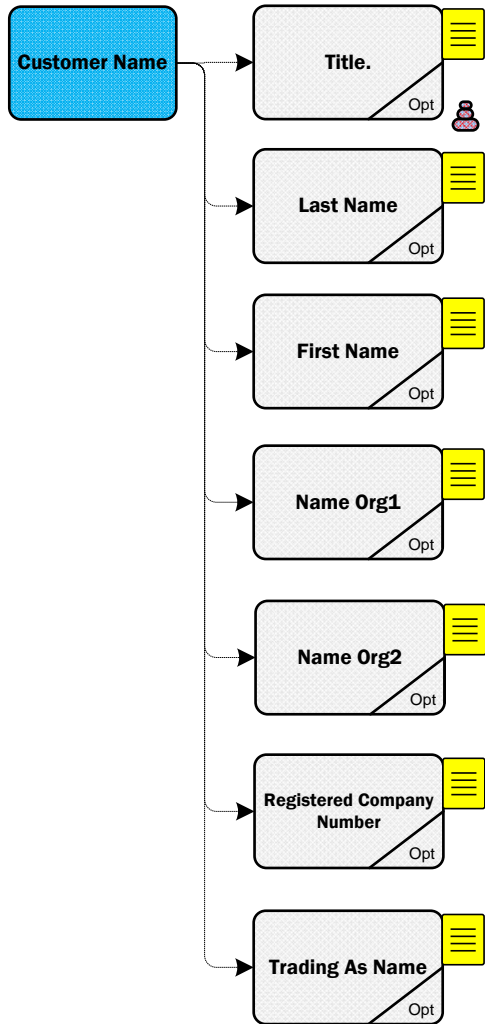 Customer Name
Title.
Opt
Last Name
Opt
First Name
Opt
Name Org1
Opt
Name Org2
Opt
Registered Company
Number
Opt
Trading As Name
Opt